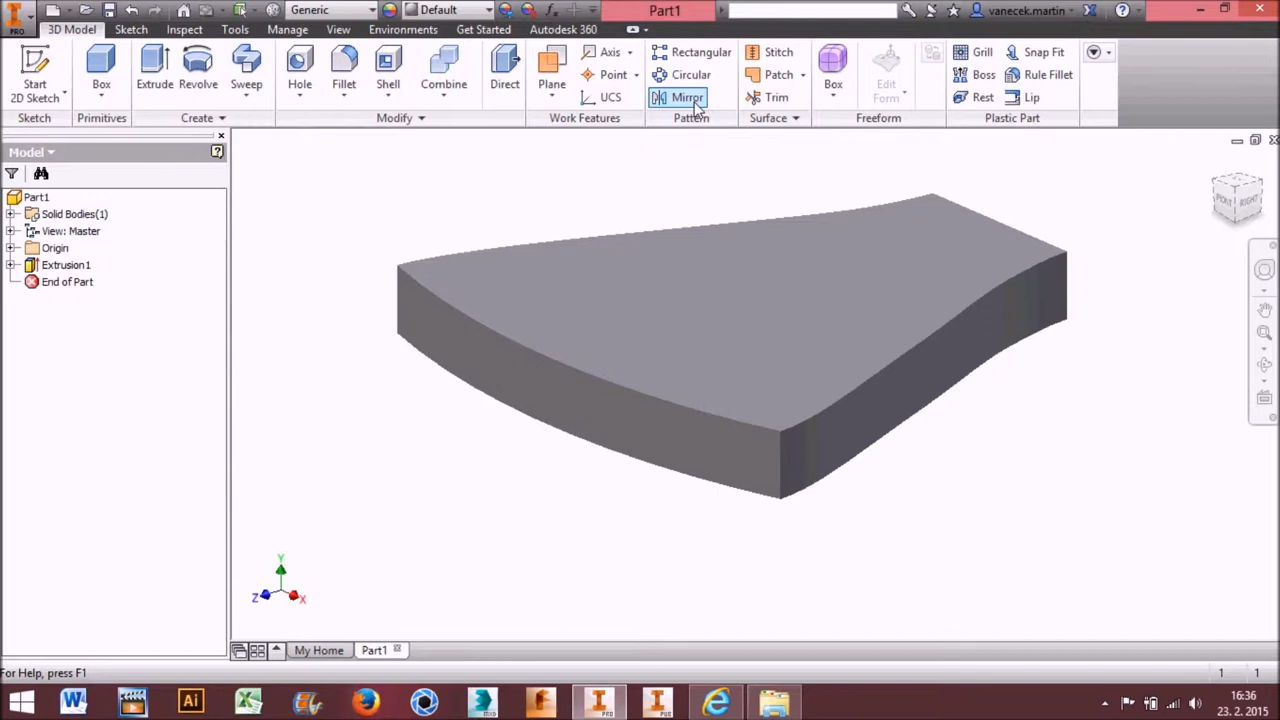 PRO
Generic
Default
Part1
vanecek.martin
3D Model Sketch Inspect Tools Manage View Environments Get Started Autodesk 360
Start 2D Sketch
Box
Extrude Revolve Sweep
Hole Fillet Shell Combine
Direct
Plane
Axis
Point
UCS
Rectangular
Circular
Mirror
Stitch
Patch
Trim
Box
Edit Form
Grill
Boss
Rest
Snap Fit
Rule Fillet
Lip
Sketch Primitives Create Modify Work Features Pattern Surface Freeform Plastic Part
Model
Part1
Solid Bodies(1)
View: Master
Origin
Extrusion1
End of Part
RIGHT
Y
Z X
My Home Part1
For Help, press F1
1 1
Ai
PRO
16:36
23. 2. 2015